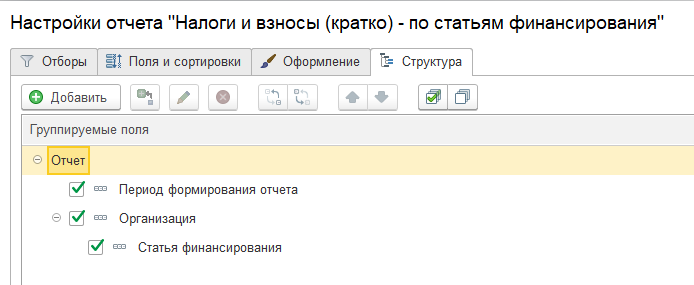 Настройки отчета "Налоги и взносы (кратко) - по статьям финансирования"
Отборы Поля и сортировки Оформление Структура
Добавить
Группируемые поля
Отчет
Период формирования отчета
Организация
Статья финансирования